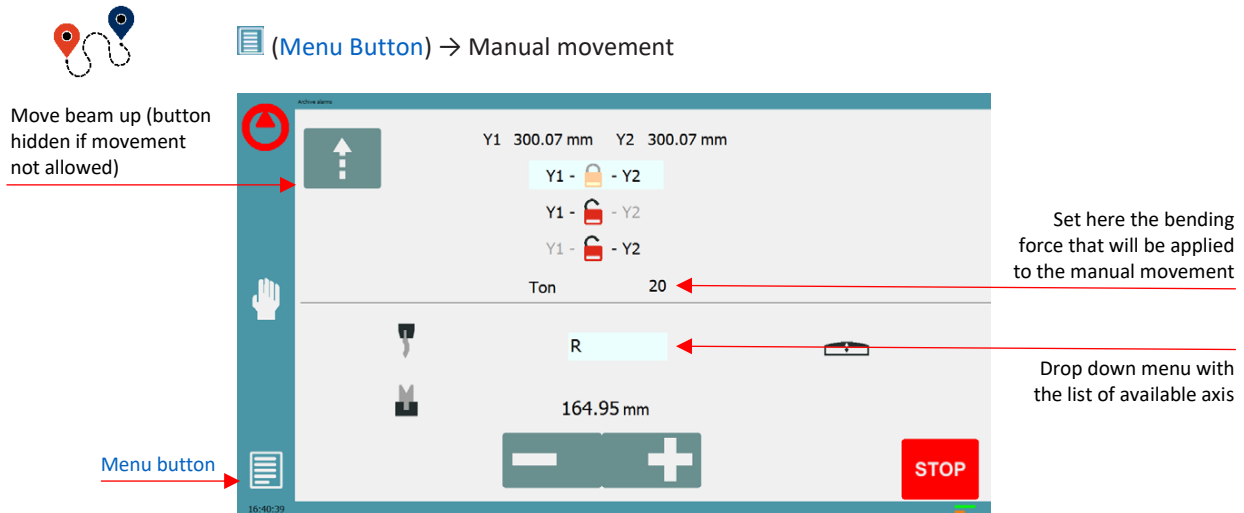 (Menu Button) → Manual movement
Move beam up (button
hidden if movement
not allowed)
Archive alarms
Y1 300.07 mm Y2 300.07 mm
Y1 - - Y2
Y1 - - Y2
Y1 - - Y2
Ton 20
Set here the bending
force that will be applied
to the manual movement
R
Drop down menu with
the list of available axis
164.95 mm
Menu button
STOP
16:40:39